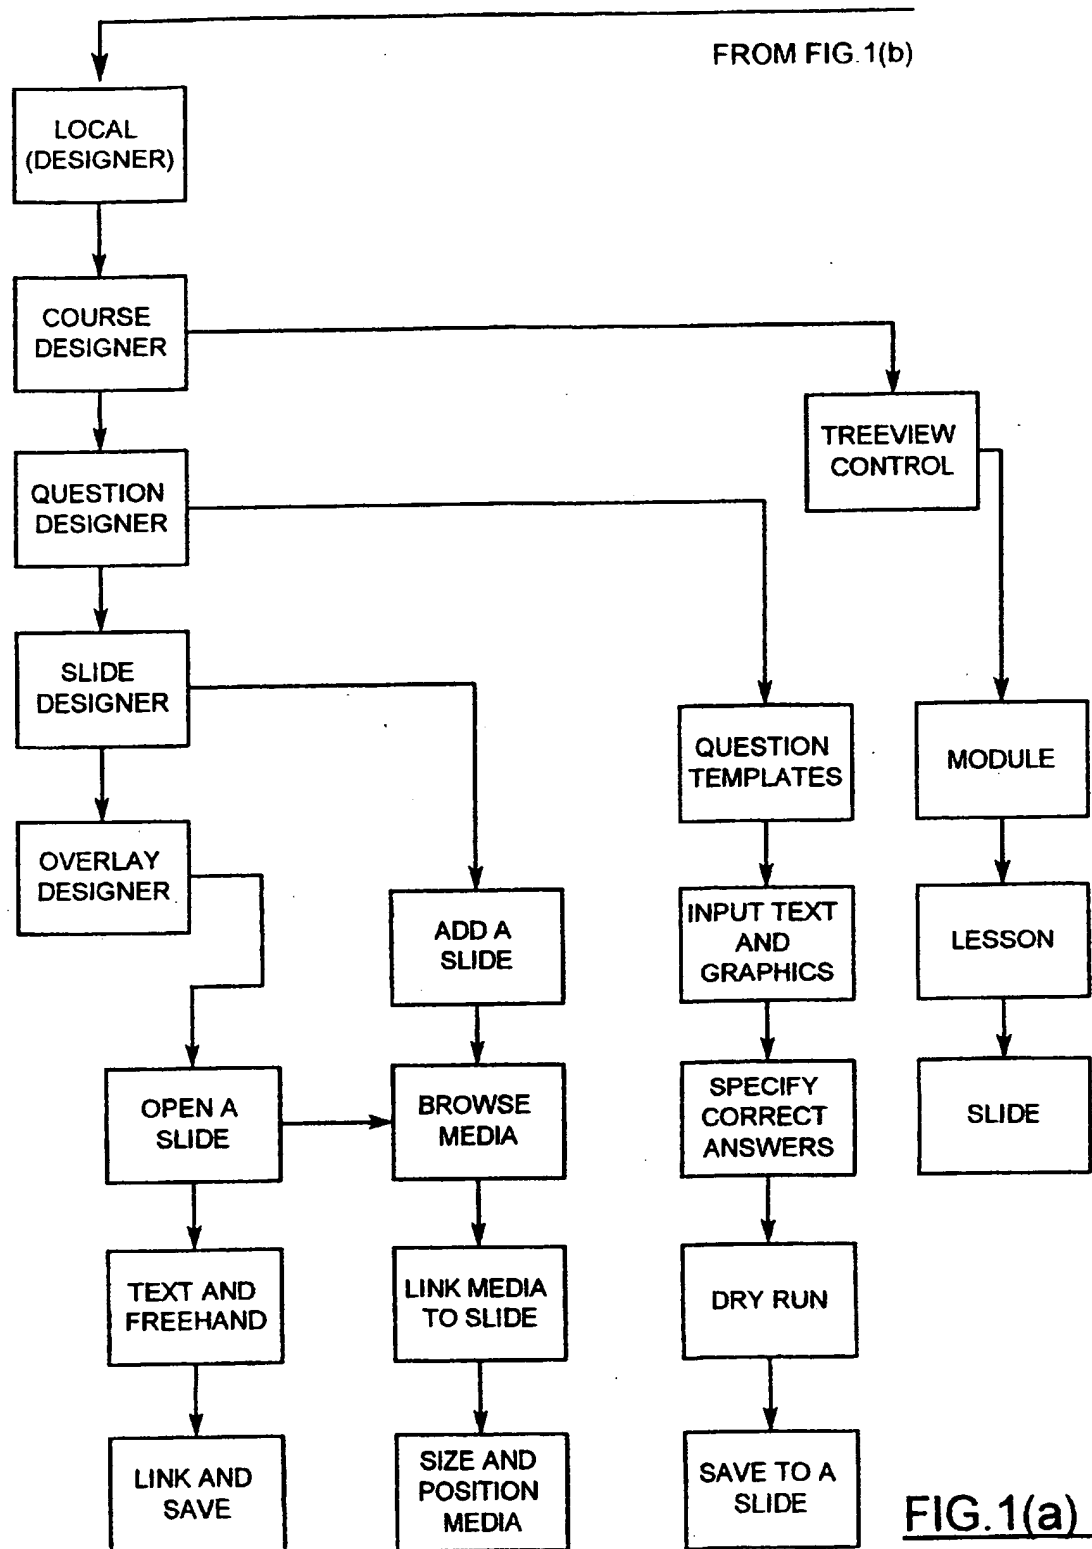 FROM FIG.1(b)
LOCAL
(DESIGNER)
COURSE
DESIGNER
TREEVIEW
CONTROL
QUESTION
DESIGNER
SLIDE
DESIGNER
QUESTION
TEMPLATES
MODULE
OVERLAY
DESIGNER
ADD A
SLIDE
INPUT TEXT
AND
GRAPHICS
LESSON
OPEN A
SLIDE
BROWSE
MEDIA
SPECIFY
CORRECT
ANSWERS
SLIDE
TEXT AND
FREEHAND
LINK MEDIA
TO SLIDE
DRY RUN
LINK AND
SAVE
SIZE AND
POSITION
MEDIA
SAVE TO A
SLIDE
FIG.1(a)